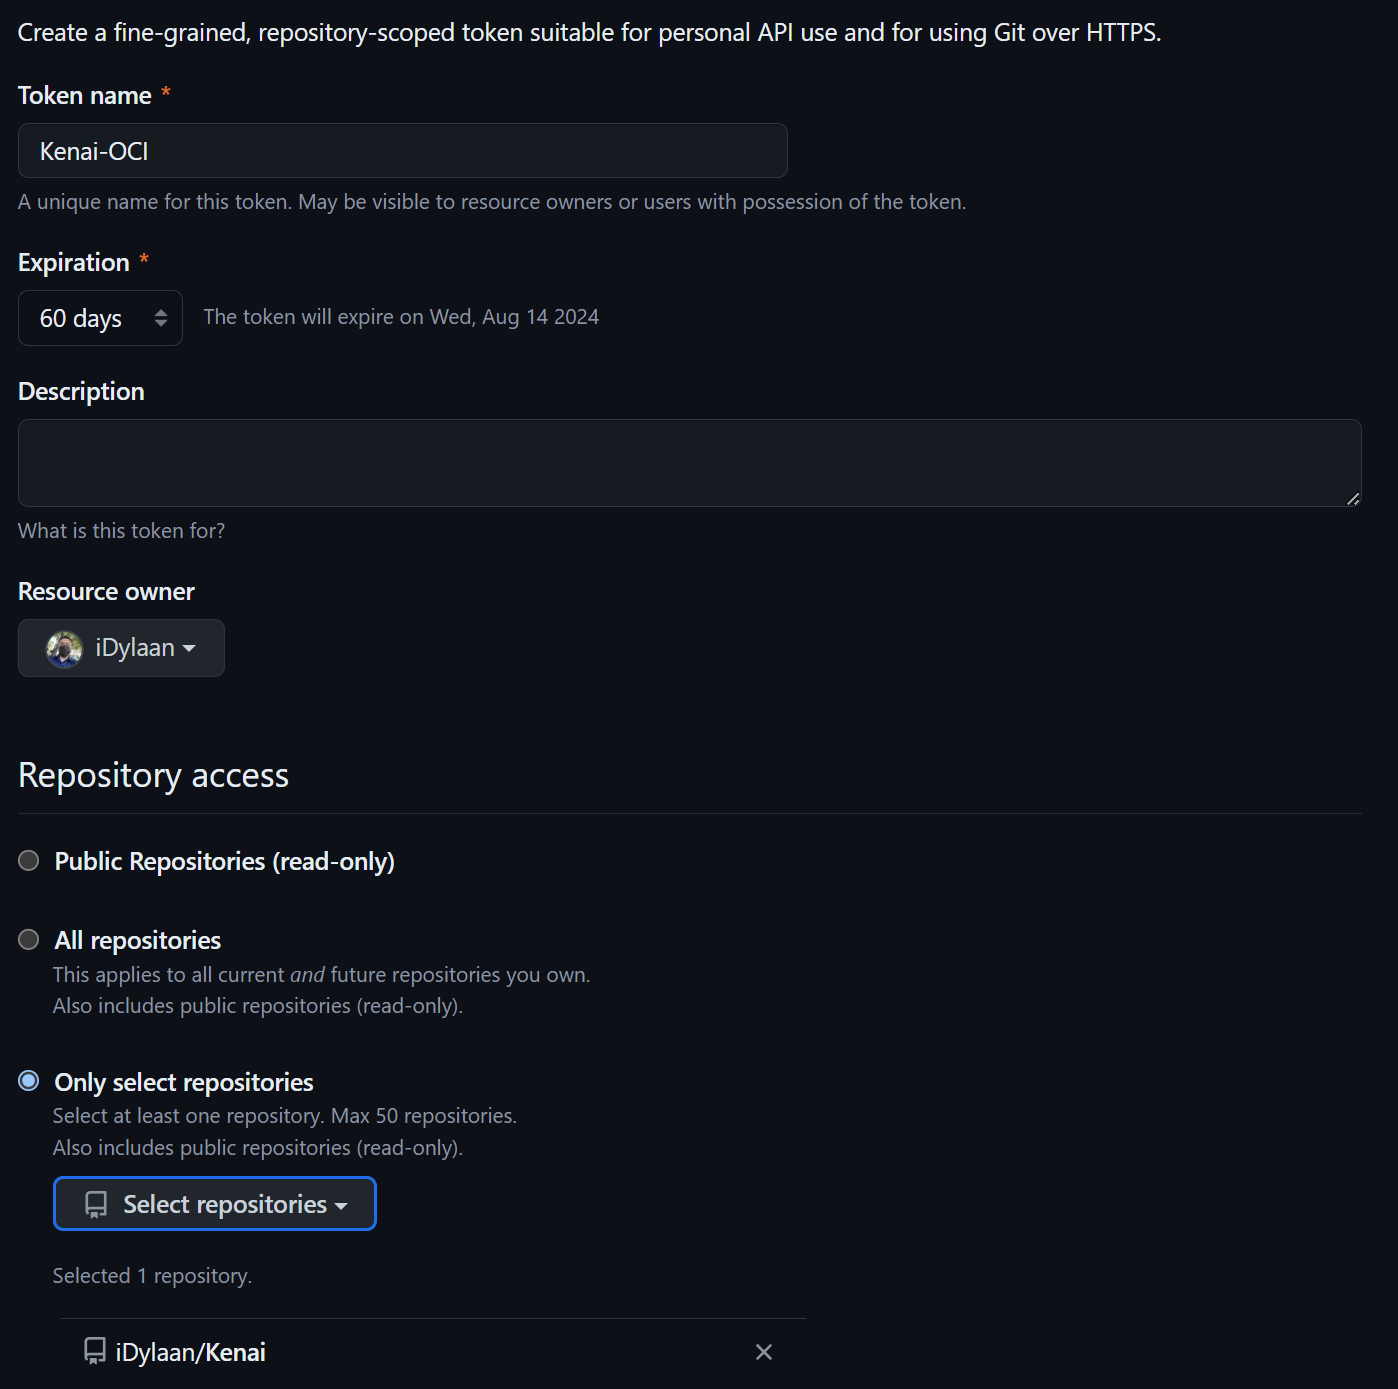 Create a fine-grained, repository-scoped token suitable for personal API use and for using Git over HTTPS.
Token name *
Kenai-OCI
A unique name for this token. May be visible to resource owners or users with possession of the token.
Expiration *
60 days
The token will expire on Wed, Aug 14 2024
Description
What is this token for?
Resource owner
iDylaan
Repository access
Public Repositories (read-only)
All repositories
This applies to all current and future repositories you own.
Also includes public repositories (read-only).
Only select repositories
Select at least one repository. Max 50 repositories.
Also includes public repositories (read-only).
Select repositories
Selected 1 repository.
iDylaan/Kenai